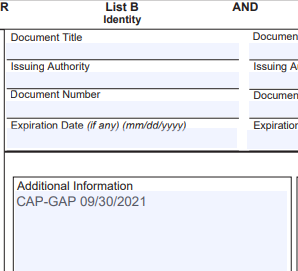 R List B AND
Identity
Document Title Documen
Issuing Authority Issuing A
Document Number Documen
Expiration Date (if any) (mm/dd/yyyy) Expiration
Additional Information
CAP-GAP 09/30/2021